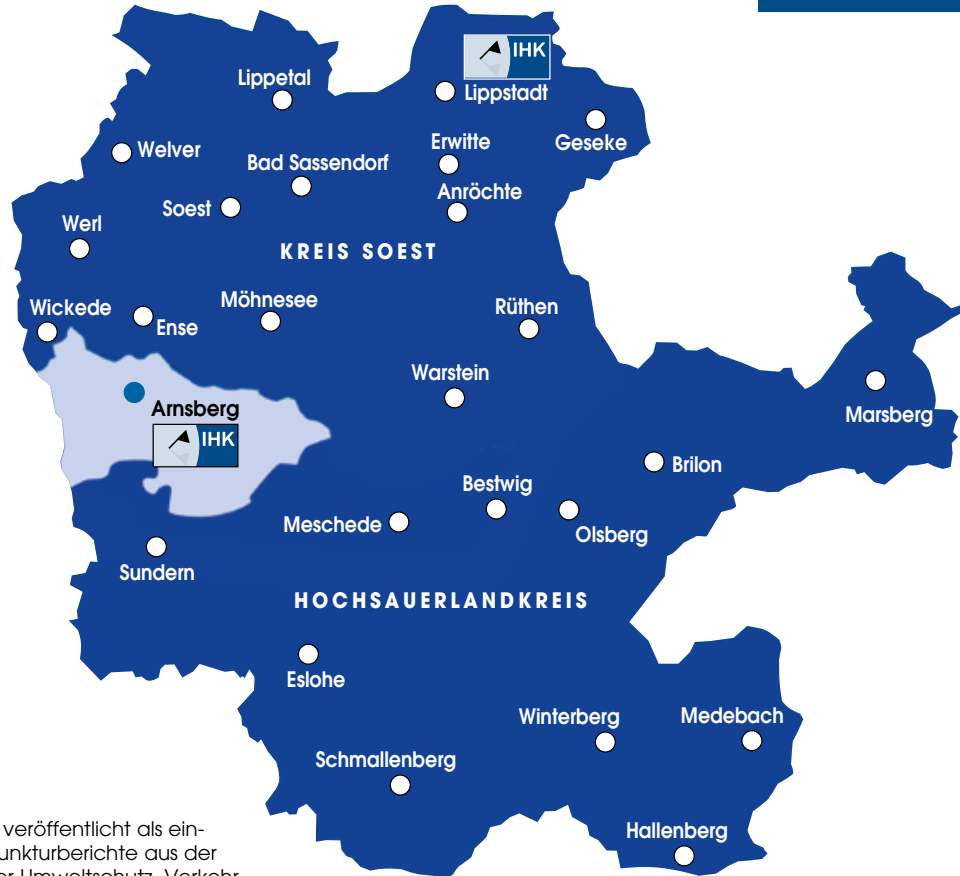 IHK
Lippetal
Lippstadt
Geseke
Erwitte
Welver
Bad Sassendorf
Anröchte
Soest
Werl
KREIS SOEST
Möhnesee
Wickede
Rüthen
Ense
Warstein
Arnsberg
Marsberg
IHK
Brilon
Bestwig
Meschede
Olsberg
Sundern
HOCHSAUERLANDKREIS
Eslohe
Winterberg
Medebach
Schmallenberg
veröffentlicht als ein-
unkturberichte aus der
Hallenberg
Umweltschutz, Verkehr